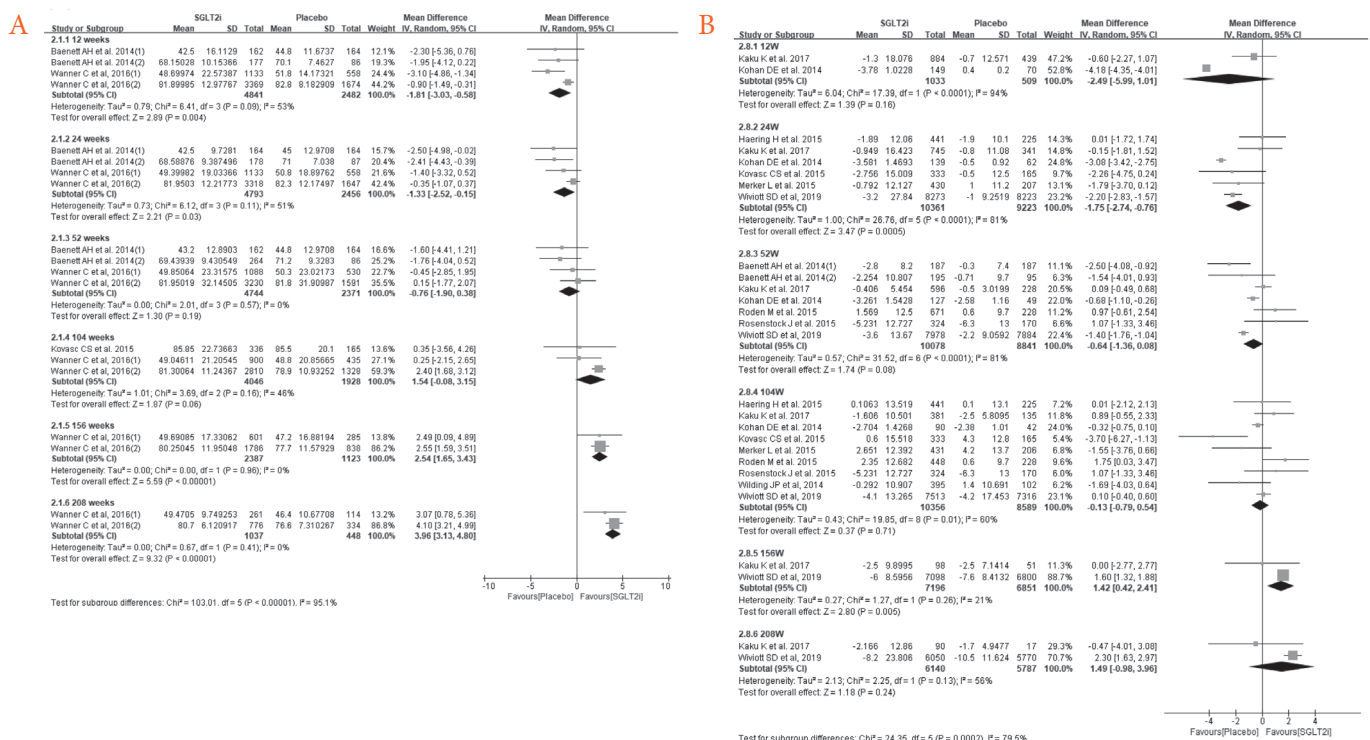 A
SGLT2i Placebo Mean Difference Mean Difference
Study or Subgroup Mean SD Total Mean SD Total Weight IV, Random, 95% CI IV, Random, 95% CI
2.1.1 12 weeks
Baenett AH et al. 2014(1) 42.5 16.1129 162 44.8 11.6737 164 12.1% -2.30 [-5.36, 0.76]
Baenett AH et al. 2014(2) 68.15028 10.15366 177 70.1 7.4627 86 19.3% -1.95 [-4.12, 0.22]
Wanner C et al, 2016(1) 48.69974 22.57387 1133 51.8 14.17321 558 24.2% -3.10 [-4.86, -1.34]
Wanner C et al, 2016(2) 81.89985 12.97767 3369 82.8 8.182909 1674 44.4% -0.90 [-1.49, -0.31]
Subtotal (95% CI) 4841 2482 100.0% -1.81 [-3.03, -0.58]
Heterogeneity: Tau² = 0.79; Chi² = 6.41, df = 3 (P = 0.09); I² = 53%
Test for overall effect: Z = 2.89 (P = 0.004)
2.1.2 24 weeks
Baenett AH et al. 2014(1) 42.5 9.7281 164 45 12.9708 164 16.6% -2.50 [-4.98, -0.02]
Baenett AH et al. 2014(2) 68.58876 9.387496 178 71 7.038 87 20.4% -2.41 [-4.43, -0.39]
Wanner C et al, 2016(1) 49.39982 19.03366 1133 50.8 18.89762 558 21.2% -1.40 [-3.32, 0.52]
Wanner C et al, 2016(2) 81.9503 12.21773 3318 82.3 12.17497 1647 42.0% -0.35 [-1.07, 0.37]
Subtotal (95% CI) 4793 2456 100.0% -1.33 [-2.52, -0.15]
Heterogeneity: Tau² = 0.73; Chi² = 6.12, df = 3 (P = 0.11); I² = 51%
Test for overall effect: Z = 2.21 (P = 0.03)
2.1.3 52 weeks
Baenett AH et al. 2014(1) 43.2 12.8903 162 44.8 12.9708 164 16.6% -1.60 [-4.41, 1.21]
Baenett AH et al. 2014(2) 69.43939 9.430549 264 71.2 9.3283 86 25.2% -1.76 [-4.04, 0.52]
Wanner C et al, 2016(1) 49.85064 23.31575 1088 50.3 23.02173 530 22.7% -0.45 [-2.85, 1.95]
Wanner C et al, 2016(2) 81.95019 32.14505 3230 81.8 31.90987 1591 35.5% 0.15 [-1.77, 2.07]
Subtotal (95% CI) 4744 2371 100.0% -0.76 [-1.90, 0.38]
Heterogeneity: Tau² = 0.00; Chi² = 2.01, df = 3 (P = 0.57); I² = 0%
Test for overall effect: Z = 1.30 (P = 0.19)
2.1.4 104 weeks
Kovasc CS et al. 2015 85.85 22.73663 336 85.5 20.1 165 13.1% 0.35 [-3.56, 4.26]
Wanner C et al, 2016(1) 49.04611 21.20545 900 48.8 20.85665 435 27.1% 0.25 [-2.15, 2.65]
Wanner C et al, 2016(2) 81.30064 11.24367 2810 78.9 10.93252 1328 59.3% 2.40 [1.68, 3.12]
Subtotal (95% CI) 4046 1928 100.0% 1.54 [-0.08, 3.15]
Heterogeneity: Tau² = 1.01; Chi² = 3.69, df = 2 (P = 0.16); I² = 46%
Test for overall effect: Z = 1.87 (P = 0.06)
2.1.5 156 weeks
Wanner C et al, 2016(1) 49.69085 17.33062 601 47.2 16.88194 285 13.8% 2.49 [0.09, 4.89]
Wanner C et al, 2016(2) 80.25045 11.95048 1786 77.7 11.57929 838 86.2% 2.55 [1.59, 3.51]
Subtotal (95% CI) 2387 1123 100.0% 2.54 [1.65, 3.43]
Heterogeneity: Tau² = 0.00; Chi² = 0.00, df = 1 (P = 0.96); I² = 0%
Test for overall effect: Z = 5.59 (P < 0.00001)
2.1.6 208 weeks
Wanner C et al, 2016(1) 49.4705 9.749253 261 46.4 10.67708 114 13.2% 3.07 [0.78, 5.36]
Wanner C et al, 2016(2) 80.7 6.120917 776 76.6 7.310267 334 86.8% 4.10 [3.21, 4.99]
Subtotal (95% CI) 1037 448 100.0% 3.96 [3.13, 4.80]
Heterogeneity: Tau² = 0.00; Chi² = 0.67, df = 1 (P = 0.41); I² = 0%
Test for overall effect: Z = 9.32 (P < 0.00001)
-10 -5 0 5 10
Favours[Placebo] Favours[SGLT2i]
Test for subgroup differences: Chi² = 103.01, df = 5 (P < 0.00001), I² = 95.1%
B
SGLT2i Placebo Mean Difference Mean Difference
Study or Subgroup Mean SD Total Mean SD Total Weight IV, Random, 95% CI IV, Random, 95% CI
2.8.1 12W
Kaku K et al. 2017 -1.3 18.076 884 -0.7 12.571 439 47.2% -0.60 [-2.27, 1.07]
Kohan DE et al. 2014 -3.78 1.0228 149 0.4 0.2 70 52.8% -4.18 [-4.35, -4.01]
Subtotal (95% CI) 1033 509 100.0% -2.49 [-5.99, 1.01]
Heterogeneity: Tau² = 6.04; Chi² = 17.39, df = 1 (P < 0.0001); I² = 94%
Test for overall effect: Z = 1.39 (P = 0.16)
2.8.2 24W
Haering H et al. 2015 -1.89 12.06 441 -1.9 10.1 225 14.3% 0.01 [-1.72, 1.74]
Kaku K et al. 2017 -0.949 16.423 745 -0.8 11.08 341 14.8% -0.15 [-1.81, 1.52]
Kohan DE et al. 2014 -3.581 1.4693 139 -0.5 0.92 62 26.6% -3.08 [-3.42, -2.75]
Kovasc CS et al. 2015 -2.756 15.009 333 -0.5 12.5 165 9.5% -2.26 [-4.75, 0.24]
Merker L et al. 2015 -0.792 12.127 430 1 11.2 207 13.1% -1.79 [-3.70, 0.12]
Wiviott SD et al, 2019 -3.2 27.84 8273 -1 9.2519 8223 21.7% -2.20 [-2.83, -1.57]
Subtotal (95% CI) 10361 9223 100.0% -1.75 [-2.74, -0.76]
Heterogeneity: Tau² = 1.00; Chi² = 26.76, df = 5 (P < 0.0001); I² = 81%
Test for overall effect: Z = 3.47 (P = 0.0005)
2.8.3 52W
Baenett AH et al. 2014(1) -2.8 8.2 187 -0.3 7.4 187 11.1% -2.50 [-4.08, -0.92]
Baenett AH et al. 2014(2) -2.254 10.807 195 -0.71 9.7 95 6.3% -1.54 [-4.01, 0.93]
Kaku K et al. 2017 -0.406 5.454 596 -0.5 3.0199 228 22.0% 0.09 [-0.49, 0.68]
Kohan DE et al. 2014 -3.261 1.5428 127 -2.58 1.16 49 23.7% -0.68 [-1.10, -0.26]
Roden M et al. 2015 1.569 12.5 671 0.6 9.7 228 11.2% 0.97 [-0.61, 2.54]
Rosenstock J et al. 2015 -5.231 12.727 324 -6.3 13 170 6.6% 1.07 [-1.33, 3.46]
Wiviott SD et al, 2019 -3.6 13.67 7978 -2.2 9.0592 7884 24.2% -1.40 [-1.76, -1.04]
Subtotal (95% CI) 10078 8841 100.0% -0.64 [-1.36, 0.08]
Heterogeneity: Tau² = 0.57; Chi² = 31.52, df = 6 (P < 0.0001); I² = 81%
Test for overall effect: Z = 1.74 (P = 0.08)
2.8.4 104W
Haering H et al. 2015 0.1063 13.519 441 0.1 13.1 225 7.2% 0.01 [-2.12, 2.13]
Kaku K et al. 2017 -1.606 10.501 381 -2.5 5.8095 135 12.2% 0.89 [-0.55, 2.33]
Kohan DE et al. 2014 -2.704 1.4268 90 -2.38 1.01 42 25.2% -0.32 [-0.75, 0.10]
Kovasc CS et al. 2015 0.6 15.518 333 4.3 12.8 165 5.4% -3.70 [-6.27, -1.13]
Merker L et al. 2015 2.651 12.392 431 4.2 13.7 206 6.8% -1.55 [-3.76, 0.66]
Roden M et al. 2015 2.35 12.682 448 0.6 9.7 228 9.7% 1.75 [0.03, 3.47]
Rosenstock J et al. 2015 -5.231 12.727 324 -6.3 13 170 6.0% 1.07 [-1.33, 3.46]
Wilding JP et al, 2014 -0.292 10.907 395 1.4 10.691 102 6.2% -1.69 [-4.03, 0.64]
Wiviott SD et al, 2019 -4.1 13.265 7513 -4.2 17.453 7316 24.0% 0.10 [-0.40, 0.60]
Subtotal (95% CI) 10356 8589 100.0% -0.13 [-0.79, 0.54]
Heterogeneity: Tau² = 0.43; Chi² = 19.85, df = 8 (P = 0.01); I² = 60%
Test for overall effect: Z = 0.37 (P = 0.71)
2.8.5 156W
Kaku K et al. 2017 -2.5 9.8995 98 -2.5 7.1414 51 11.3% 0.00 [-2.77, 2.77]
Wiviott SD et al, 2019 -6 8.5956 7098 -7.6 8.4132 6800 88.7% 1.60 [1.32, 1.88]
Subtotal (95% CI) 7196 6851 100.0% 1.42 [0.42, 2.41]
Heterogeneity: Tau² = 0.27; Chi² = 1.27, df = 1 (P = 0.26); I² = 21%
Test for overall effect: Z = 2.80 (P = 0.005)
2.8.6 208W
Kaku K et al. 2017 -2.166 12.86 90 -1.7 4.9477 17 29.3% -0.47 [-4.01, 3.08]
Wiviott SD et al, 2019 -8.2 23.806 6050 -10.5 11.624 5770 70.7% 2.30 [1.63, 2.97]
Subtotal (95% CI) 6140 5787 100.0% 1.49 [-0.98, 3.96]
Heterogeneity: Tau² = 2.13; Chi² = 2.25, df = 1 (P = 0.13); I² = 56%
Test for overall effect: Z = 1.18 (P = 0.24)
-4 -2 0 2 4
Favours[Placebo] Favours[SGLT2i]
Test for subgroup differences: Chi² = 24.35, df = 5 (P = 0.0002), I² = 79.5%